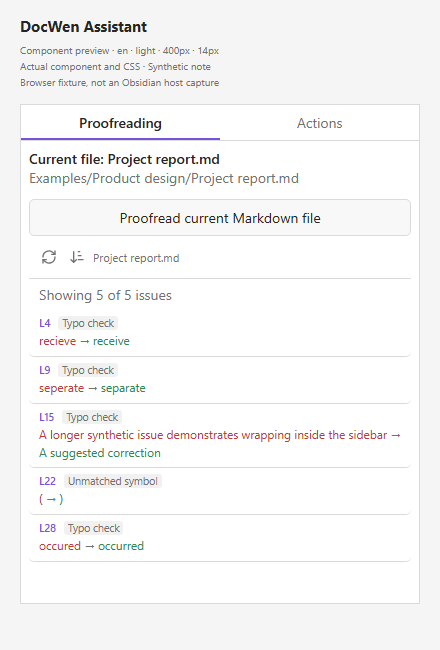 DocWen Assistant
Component preview · en · light · 400px · 14px
Actual component and CSS · Synthetic note
Browser fixture, not an Obsidian host capture
Proofreading
Actions
Current file: Project report.md
Examples/Product design/Project report.md
Proofread current Markdown file
Project report.md
Showing 5 of 5 issues
L4 Typo check
recieve → receive
L9 Typo check
seperate → separate
L15 Typo check
A longer synthetic issue demonstrates wrapping inside the sidebar →
A suggested correction
L22 Unmatched symbol
( → )
L28 Typo check
occured → occurred